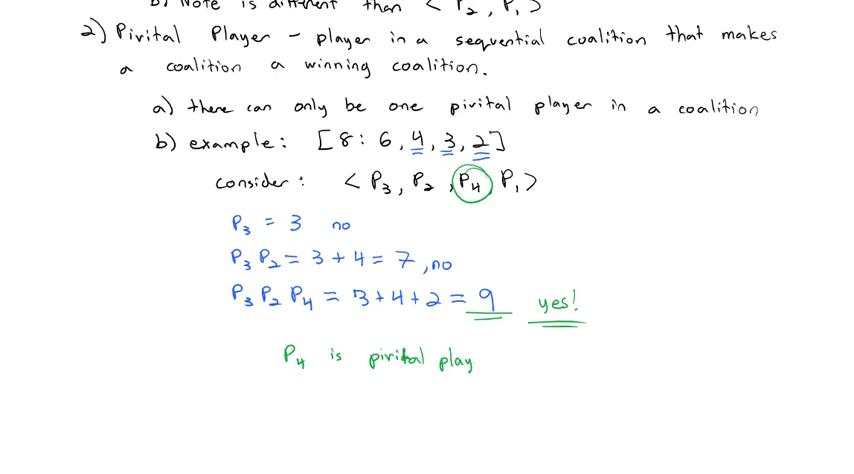 b) Note is different than < P2, P1 >
2) Pivital Player - player in a sequential coalition that makes
a coalition a winning coalition.
a) there can only be one pivital player in a coalition
b) example: [8: 6, 4, 3, 2]
consider: < P3, P2, P4, P1 >
P3 = 3 no
P3 P2 = 3 + 4 = 7, no
P3 P2 P4 = 3 + 4 + 2 = 9 yes!
P4 is pivital play